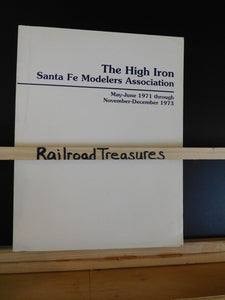 The High Iron
Santa Fe Modelers Association
May-June 1971 through
November-December 1973
Railroad Treasures